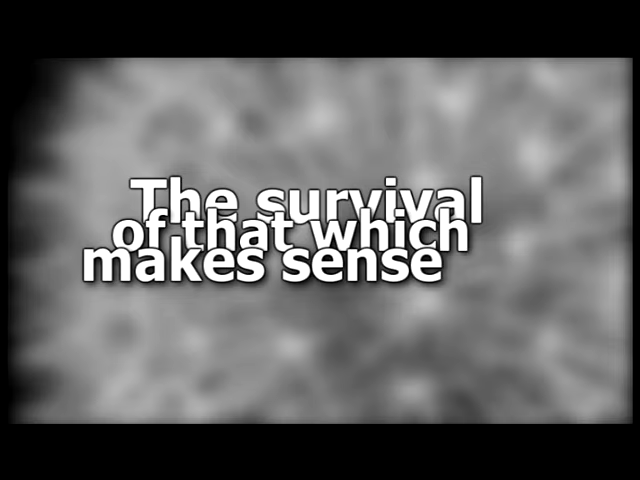 The survival
of that which
makes sense